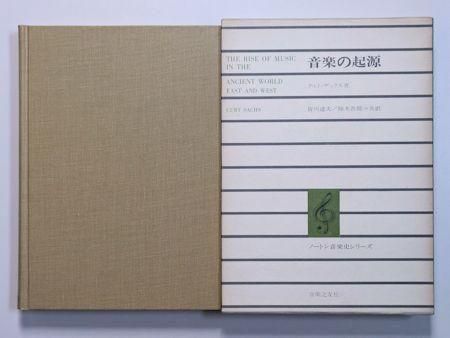 THE RISE OF MUSIC
IN THE
ANCIENT WORLD
EAST AND WEST
CURT SACHS
音楽の起源
クルト・ザックス 著
皆川達夫/柿木吾郎=共訳
ノートン音楽史シリーズ
音楽之友社